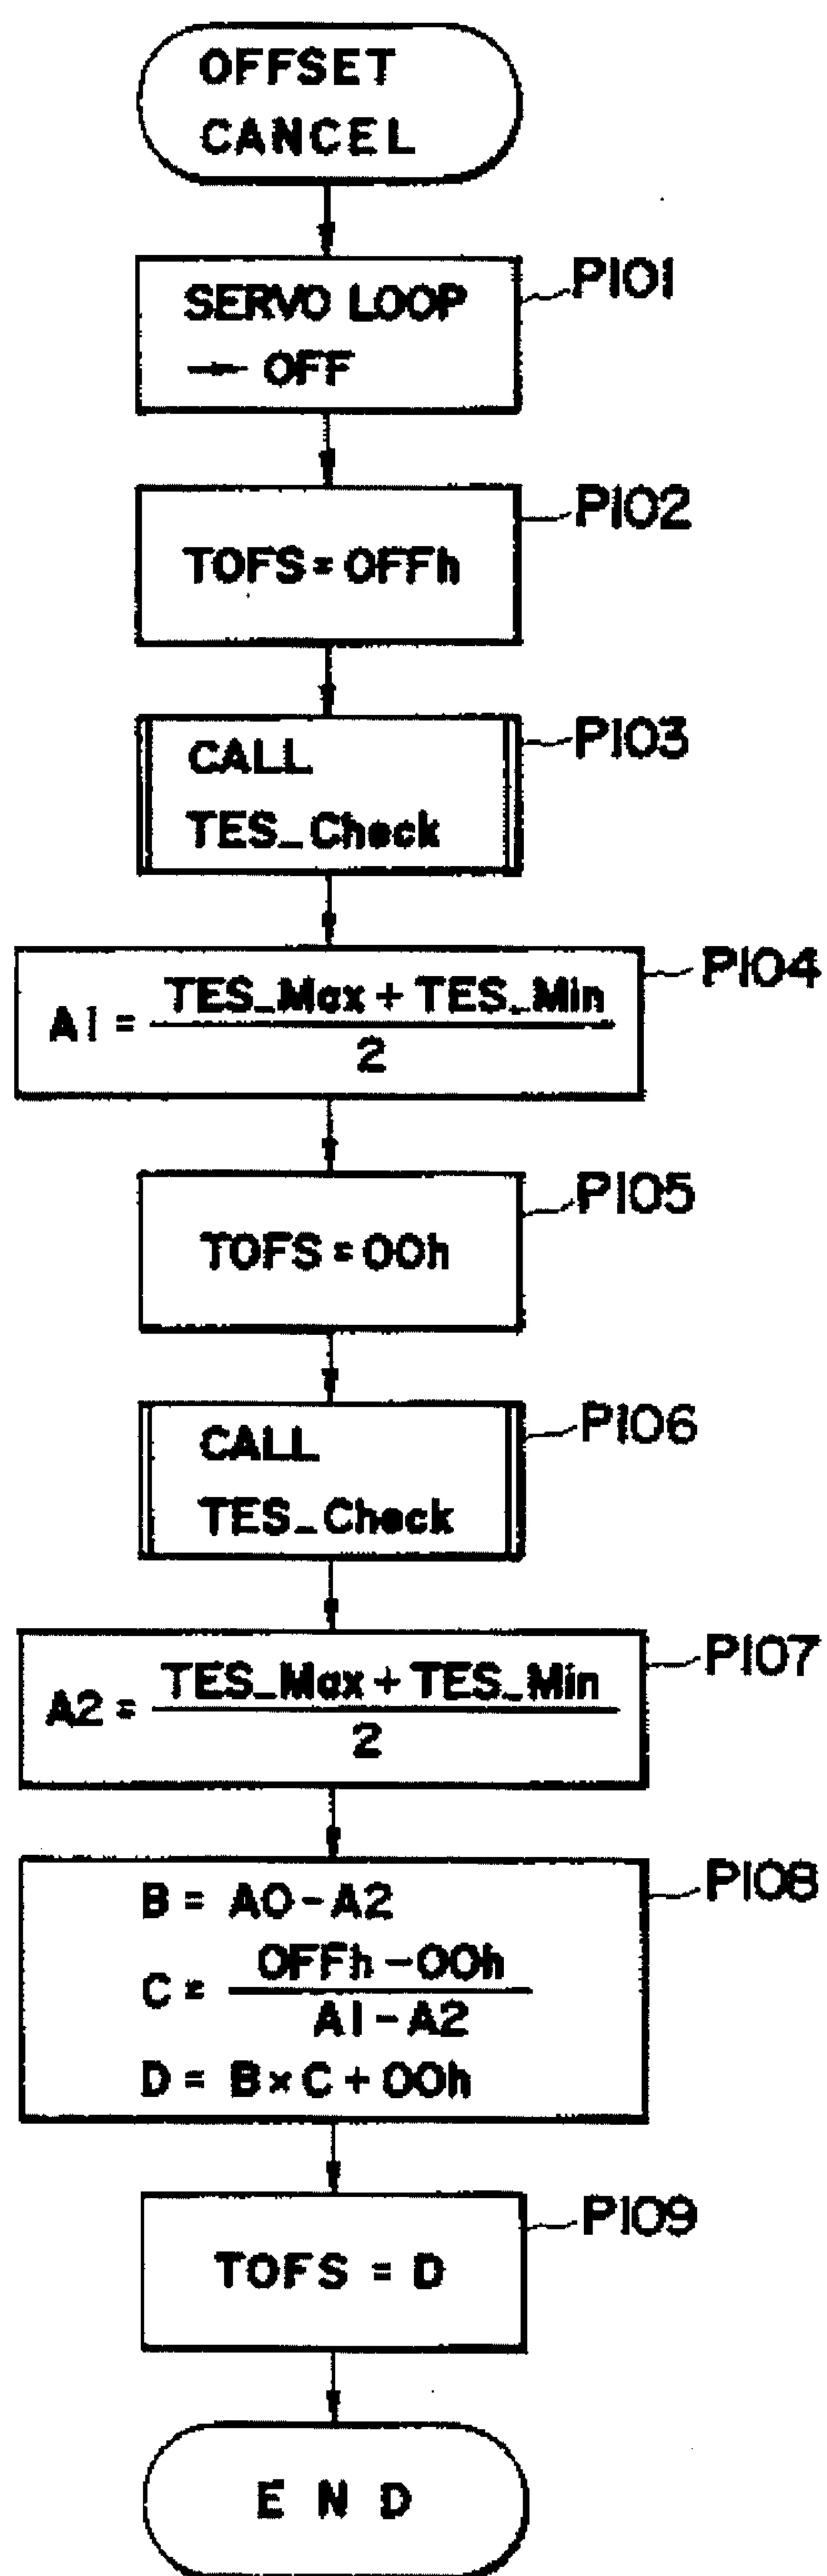 OFFSET
CANCEL
P101
SERVO LOOP
→ OFF
P102
TOFS = 0FFh
P103
CALL
TES_Check
P104
A1 = TES_Max + TES_Min
2
P105
TOFS = 00h
P106
CALL
TES_Check
P107
A2 = TES_Max + TES_Min
2
P108
B = A0 - A2
C = 0FFh - 00h
A1 - A2
D = B × C + 00h
P109
TOFS = D
END